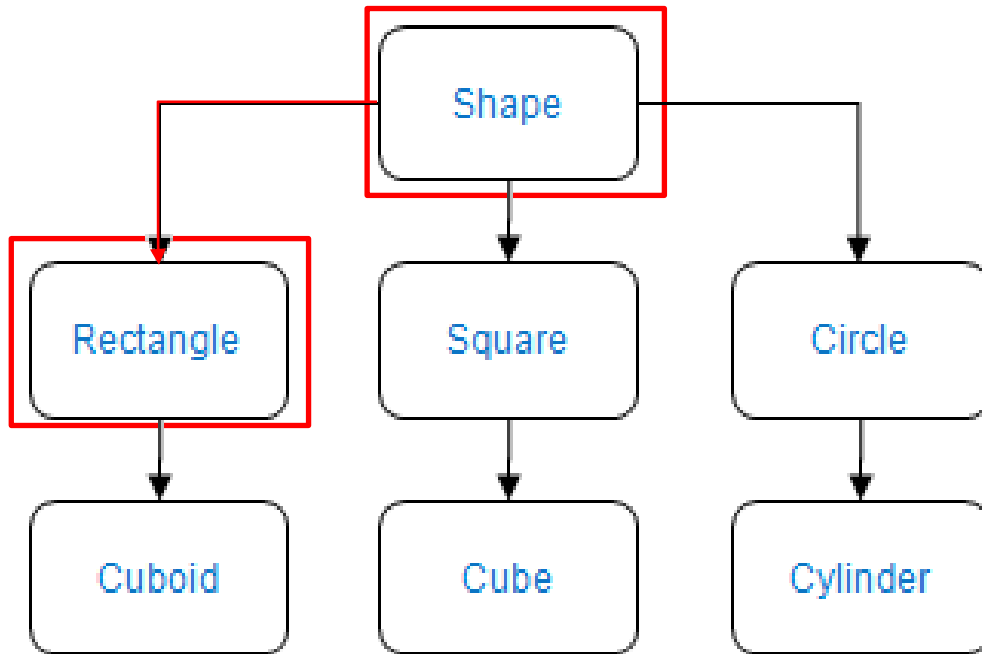 Shape
Rectangle
Square
Circle
Cuboid
Cube
Cylinder